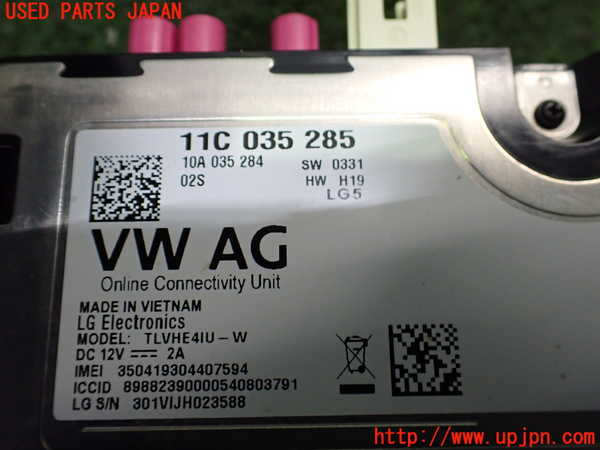 USED PARTS JAPAN
11C 035 285
10A 035 284 SW 0331
02S HW H19
LG5
VW AG
Online Connectivity Unit
MADE IN VIETNAM
LG Electronics
MODEL: TLVHE4IU-W
DC 12V 2A
IMEI 350419304407594
ICCID 89882390000540803791
LG S/N 301VIJH023588
http://www.upjpn.com/